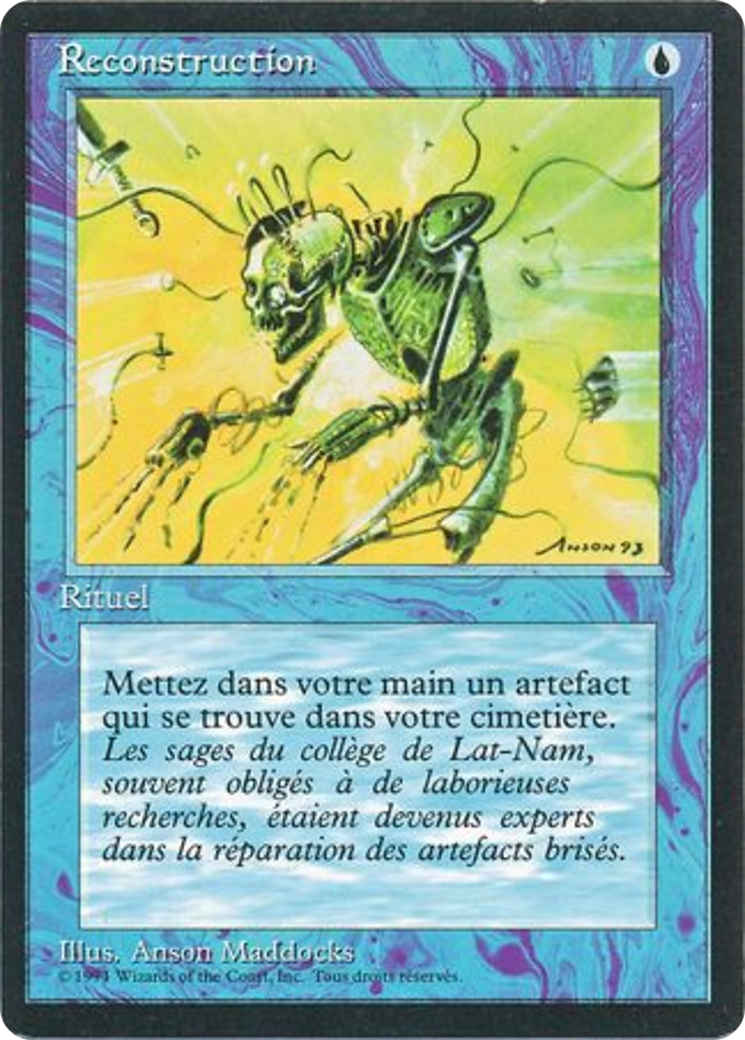 Reconstruction
ANSON 93
Rituel
Mettez dans votre main un artefact
qui se trouve dans votre cimetière.
Les sages du collège de Lat-Nam,
souvent obligés à de laborieuses
recherches, étaient devenus experts
dans la réparation des artefacts brisés.
Illus. Anson Maddocks
© 1994 Wizards of the Coast, Inc. Tous droits réservés.